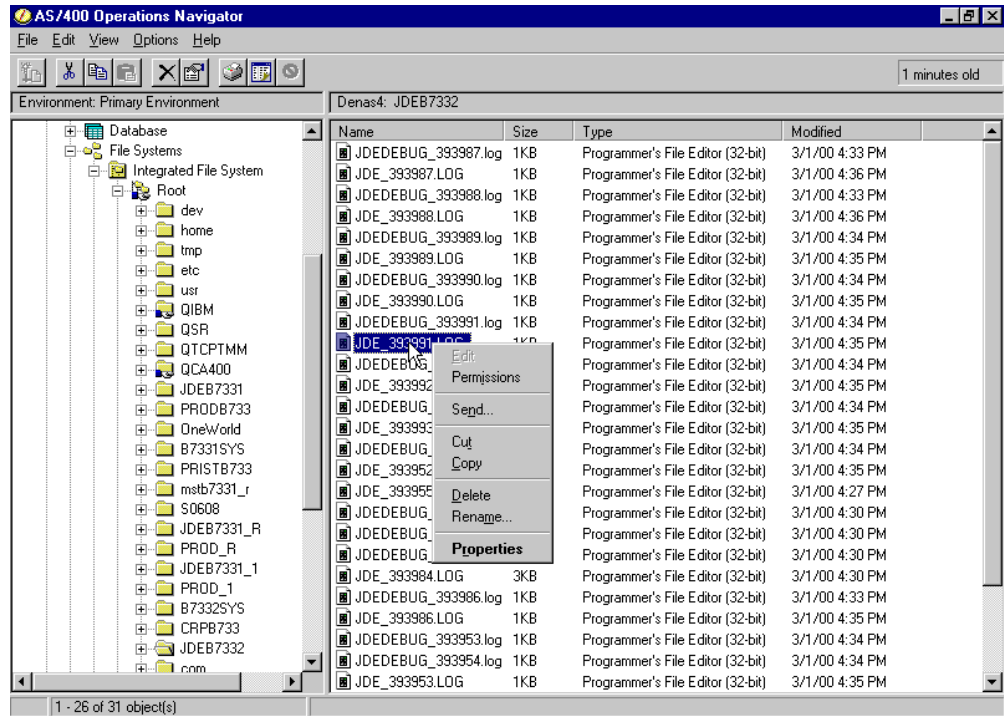 AS/400 Operations Navigator
File Edit View Options Help
1 minutes old
Environment: Primary Environment
Denas4: JDEB7332
Database
File Systems
Integrated File System
Root
dev
home
tmp
etc
usr
QIBM
QSR
QTCPTMM
QCA400
JDEB7331
PRODB733
OneWorld
B7331SYS
PRISTB733
mstb7331_r
S0608
JDEB7331_R
PROD_R
JDEB7331_1
PROD_1
B7332SYS
CRPB733
JDEB7332
com
Name Size Type Modified
JDEDEBUG_393987.log 1KB Programmer's File Editor (32-bit) 3/1/00 4:33 PM
JDE_393987.LOG 1KB Programmer's File Editor (32-bit) 3/1/00 4:36 PM
JDEDEBUG_393988.log 1KB Programmer's File Editor (32-bit) 3/1/00 4:33 PM
JDE_393988.LOG 1KB Programmer's File Editor (32-bit) 3/1/00 4:36 PM
JDEDEBUG_393989.log 1KB Programmer's File Editor (32-bit) 3/1/00 4:34 PM
JDE_393989.LOG 1KB Programmer's File Editor (32-bit) 3/1/00 4:35 PM
JDEDEBUG_393990.log 1KB Programmer's File Editor (32-bit) 3/1/00 4:34 PM
JDE_393990.LOG 1KB Programmer's File Editor (32-bit) 3/1/00 4:35 PM
JDEDEBUG_393991.log 1KB Programmer's File Editor (32-bit) 3/1/00 4:34 PM
JDE_393991.LOG 1KB Programmer's File Editor (32-bit) 3/1/00 4:35 PM
JDEDEBUG_ Programmer's File Editor (32-bit) 3/1/00 4:34 PM
JDE_393992 Programmer's File Editor (32-bit) 3/1/00 4:35 PM
JDEDEBUG_ Programmer's File Editor (32-bit) 3/1/00 4:34 PM
JDE_393993 Programmer's File Editor (32-bit) 3/1/00 4:35 PM
JDEDEBUG_ Programmer's File Editor (32-bit) 3/1/00 4:34 PM
JDE_393952 Programmer's File Editor (32-bit) 3/1/00 4:35 PM
JDE_393955 Programmer's File Editor (32-bit) 3/1/00 4:27 PM
JDEDEBUG_ Programmer's File Editor (32-bit) 3/1/00 4:30 PM
JDEDEBUG_ Programmer's File Editor (32-bit) 3/1/00 4:30 PM
JDEDEBUG_ Programmer's File Editor (32-bit) 3/1/00 4:30 PM
JDE_393984.LOG 3KB Programmer's File Editor (32-bit) 3/1/00 4:30 PM
JDEDEBUG_393986.log 1KB Programmer's File Editor (32-bit) 3/1/00 4:33 PM
JDE_393986.LOG 1KB Programmer's File Editor (32-bit) 3/1/00 4:35 PM
JDEDEBUG_393953.log 1KB Programmer's File Editor (32-bit) 3/1/00 4:34 PM
JDEDEBUG_393954.log 1KB Programmer's File Editor (32-bit) 3/1/00 4:34 PM
JDE_393953.LOG 1KB Programmer's File Editor (32-bit) 3/1/00 4:35 PM
Edit
Permissions
Send...
Cut
Copy
Delete
Rename...
Properties
1 - 26 of 31 object(s)